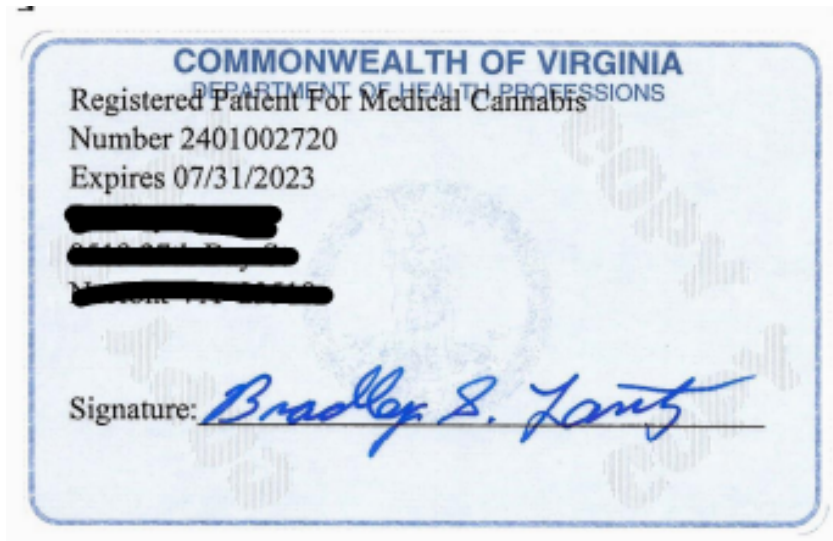 COMMONWEALTH OF VIRGINIA
DEPARTMENT OF HEALTH PROFESSIONS
Registered Patient For Medical Cannabis
Number 2401002720
Expires 07/31/2023
COPY
Signature: Bradley S. Lantz